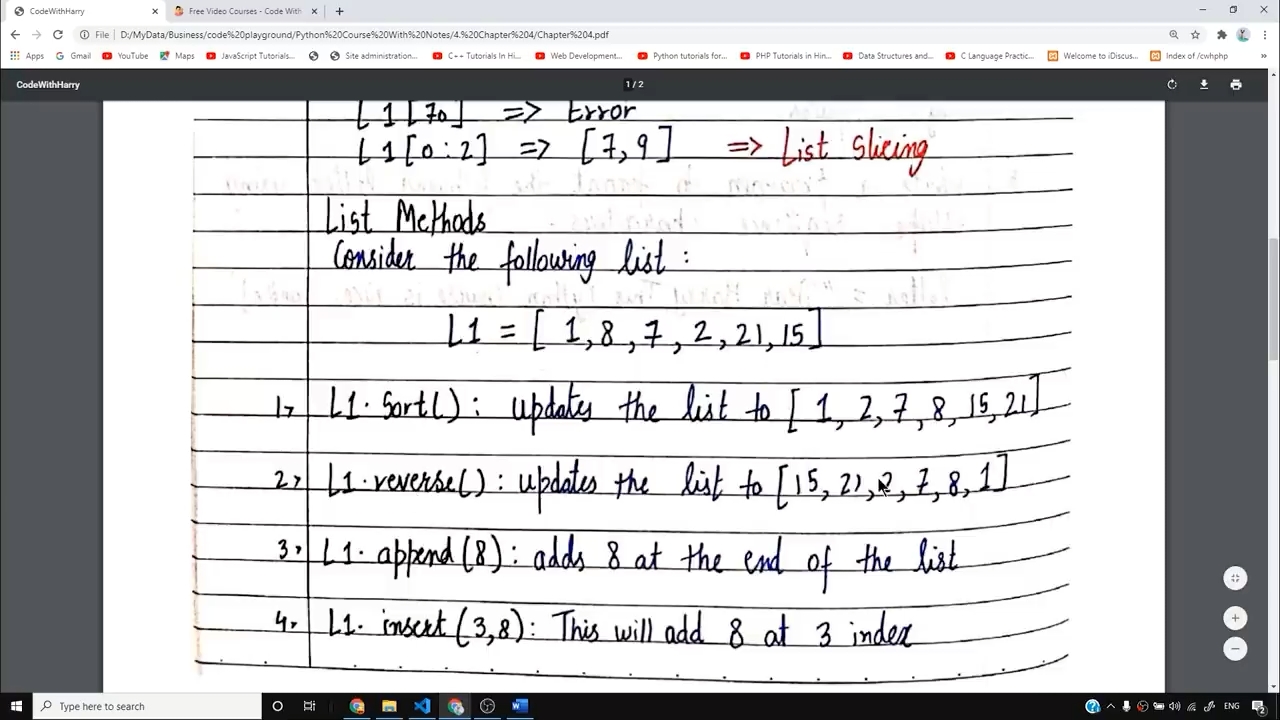 CodeWithHarry
Free Video Courses - Code With
File D:/MyData/Business/code%20playground/Python%20Course%20With%20Notes/4.%20Chapter%204/Chapter%204.pdf
Apps Gmail YouTube Maps JavaScript Tutorials... Site administration... C++ Tutorials In Hi... Web Development... Python tutorials for... PHP Tutorials in Hin... Data Structures and... C Language Practic... Welcome to iDiscus... Index of /cwhphp
CodeWithHarry 1 / 2
L1[70] => Error
L1[0:2] => [7,9] => List Slicing
List Methods
Consider the following list :
L1 = [ 1, 8, 7, 2, 21, 15]
1> L1.Sort() : updates the list to [ 1, 2, 7, 8, 15, 21]
2> L1.reverse() : updates the list to [15, 21, 2, 7, 8, 1]
3> L1.append(8) : adds 8 at the end of the list
4> L1.insert(3,8): This will add 8 at 3 index
Type here to search
ENG